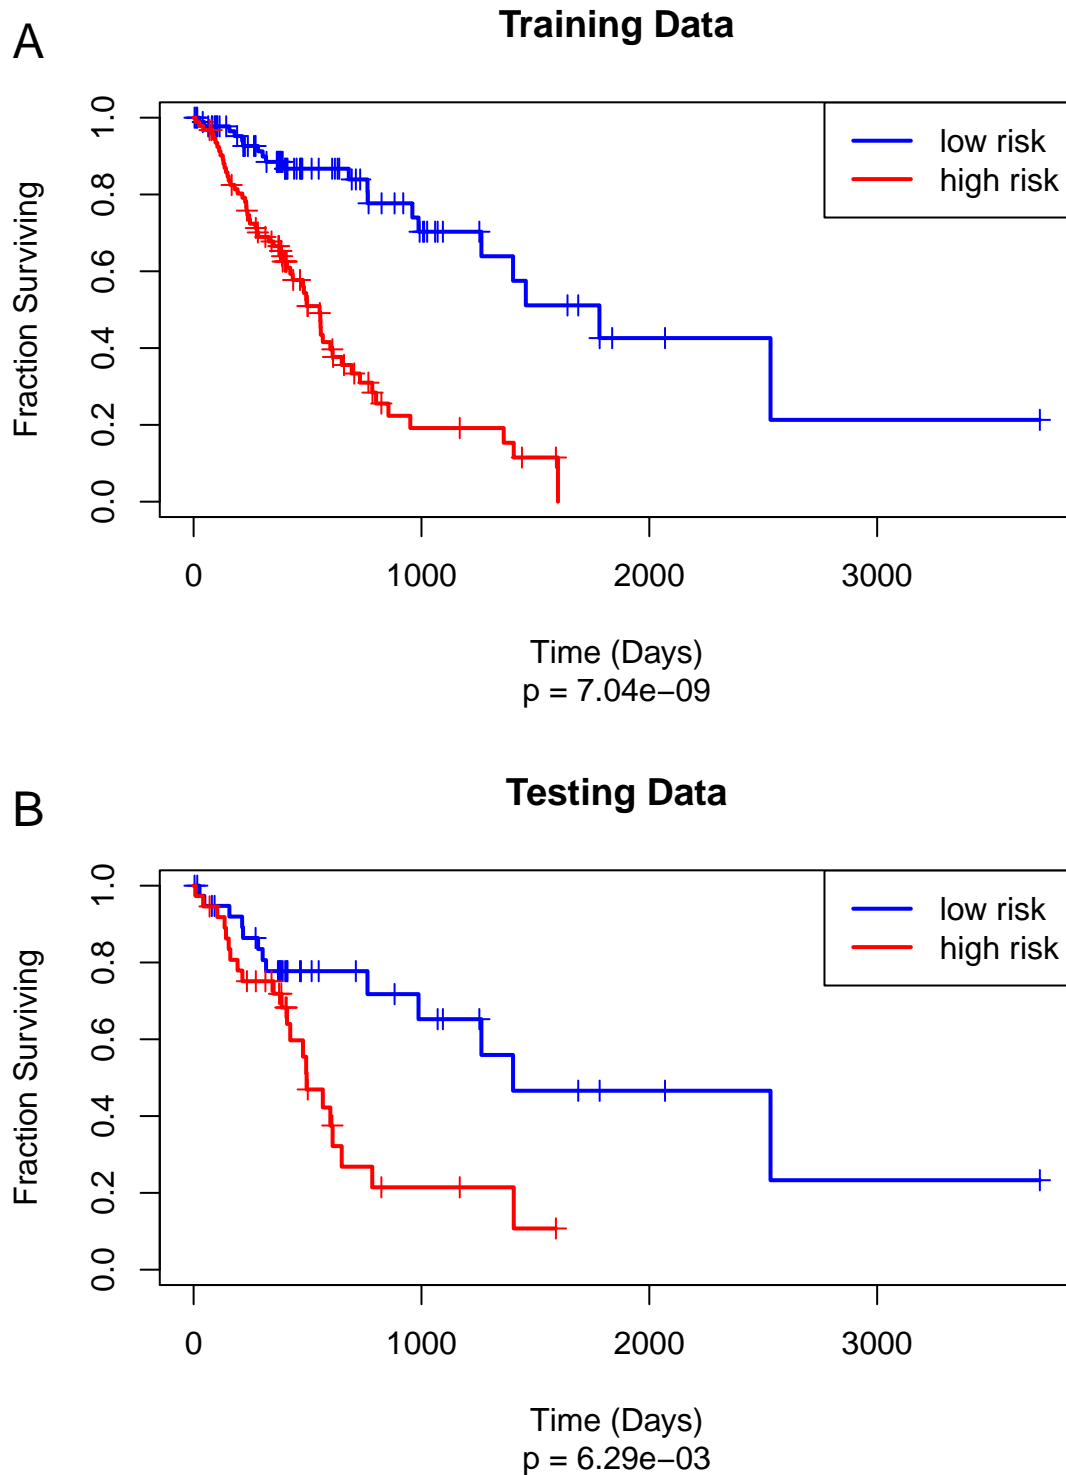 A
Training Data
Fraction Surviving
1.0
0.8
0.6
0.4
0.2
0.0
low risk
high risk
0 1000 2000 3000
Time (Days)
p = 7.04e−09
B
Testing Data
Fraction Surviving
1.0
0.8
0.6
0.4
0.2
0.0
low risk
high risk
0 1000 2000 3000
Time (Days)
p = 6.29e−03